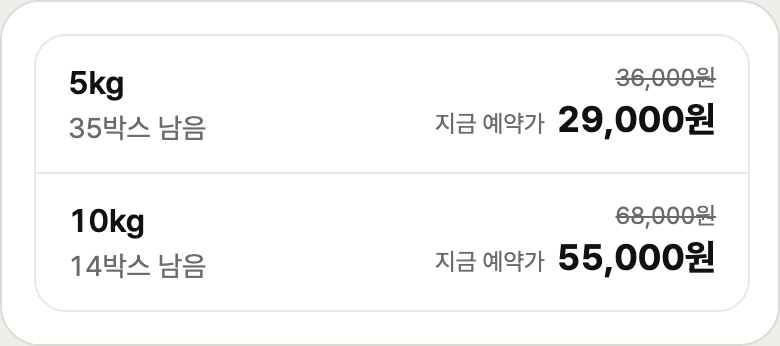 5kg
36,000원
35박스 남음
지금 예약가 29,000원
10kg
68,000원
14박스 남음
지금 예약가 55,000원